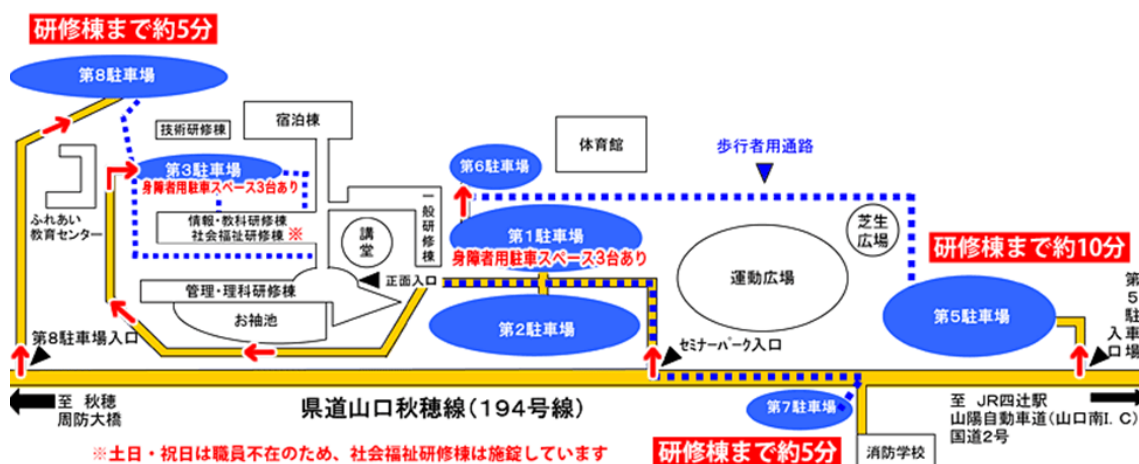 研修棟まで約5分
第8駐車場
技術研修棟
宿泊棟
体育館
歩行者用通路
第6駐車場
第3駐車場
身障者用駐車スペース3台あり
ふれあい
教育センター
情報・教科研修棟
社会福祉研修棟 ※
講堂
一般研修棟
第1駐車場
身障者用駐車スペース3台あり
芝生
広場
研修棟まで約10分
運動広場
正面入口
管理・理科研修棟
お袖池
第2駐車場
第5駐車場
第5駐車場
入口
第8駐車場入口
セミナーパーク入口
至 秋穂
周防大橋
県道山口秋穂線(194号線)
第7駐車場
至 JR四辻駅
山陽自動車道(山口南I.C)
国道2号
消防学校
研修棟まで約5分
※土日・祝日は職員不在のため、社会福祉研修棟は施錠しています